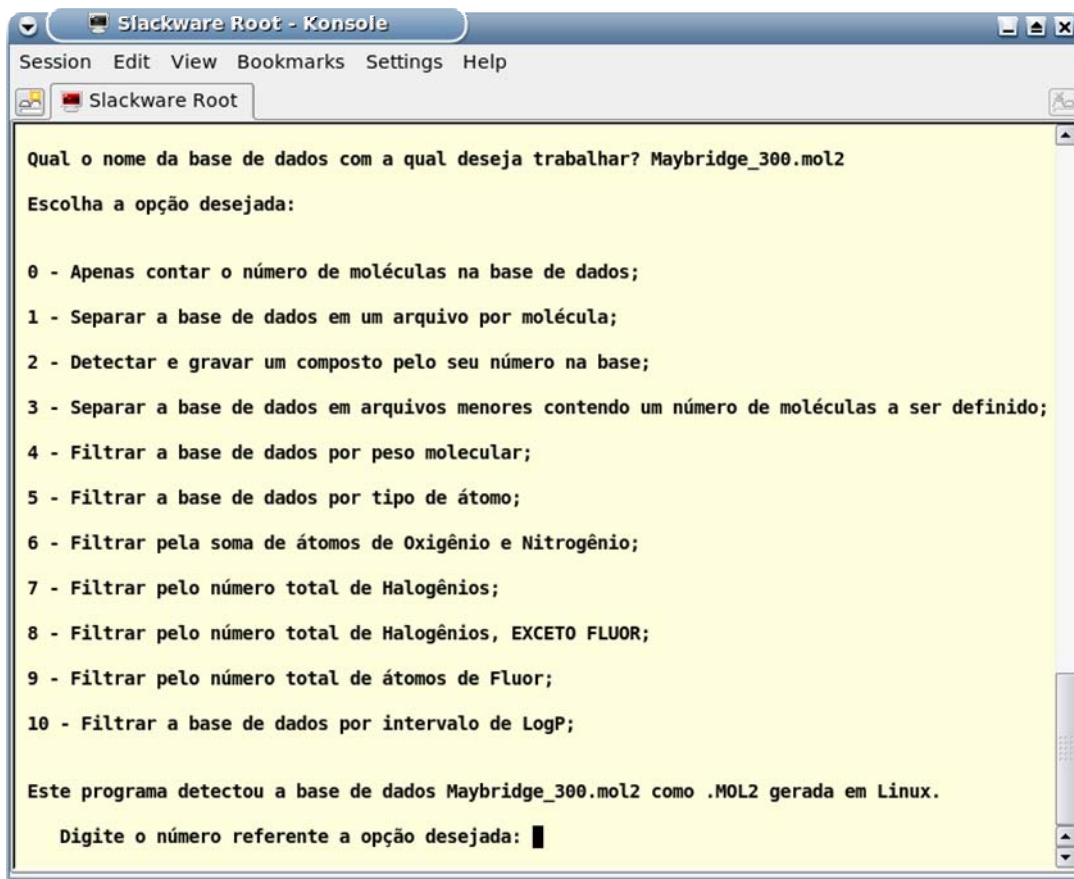 Slackware Root - Konsole
Session Edit View Bookmarks Settings Help
Slackware Root
Qual o nome da base de dados com a qual deseja trabalhar? Maybridge_300.mol2
Escolha a opção desejada:
0 - Apenas contar o número de moléculas na base de dados;
1 - Separar a base de dados em um arquivo por molécula;
2 - Detectar e gravar um composto pelo seu número na base;
3 - Separar a base de dados em arquivos menores contendo um número de moléculas a ser definido;
4 - Filtrar a base de dados por peso molecular;
5 - Filtrar a base de dados por tipo de átomo;
6 - Filtrar pela soma de átomos de Oxigênio e Nitrogênio;
7 - Filtrar pelo número total de Halogênios;
8 - Filtrar pelo número total de Halogênios, EXCETO FLUOR;
9 - Filtrar pelo número total de átomos de Fluor;
10 - Filtrar a base de dados por intervalo de LogP;
Este programa detectou a base de dados Maybridge_300.mol2 como .MOL2 gerada em Linux.
Digite o número referente a opção desejada: